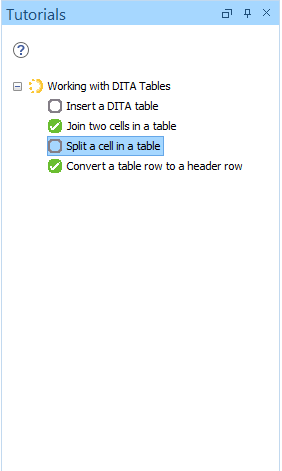 Tutorials
Working with DITA Tables
Insert a DITA table
Join two cells in a table
Split a cell in a table
Convert a table row to a header row